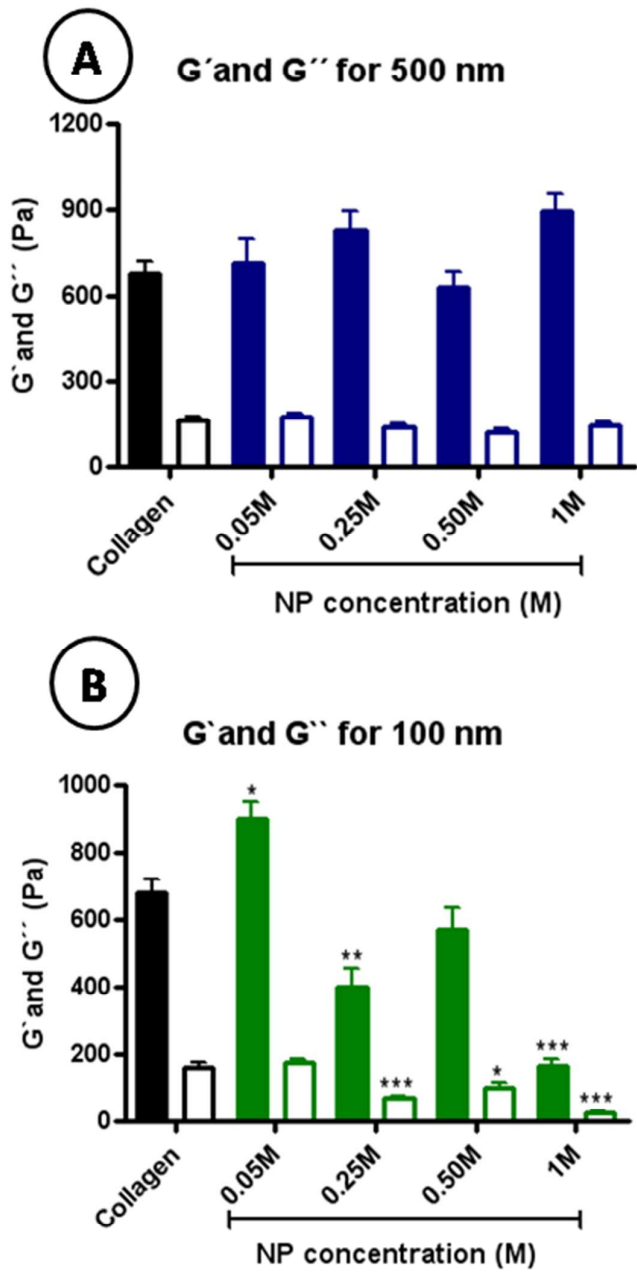 A
G´and G´´ for 500 nm
1200
900
600
300
0
G`and G´´ (Pa)
Collagen
0.05M
0.25M
0.50M
1M
NP concentration (M)
B
G`and G`` for 100 nm
1000
800
600
400
200
0
G`and G´´ (Pa)
*
**
***
*
***
***
Collagen
0.05M
0.25M
0.50M
1M
NP concentration (M)